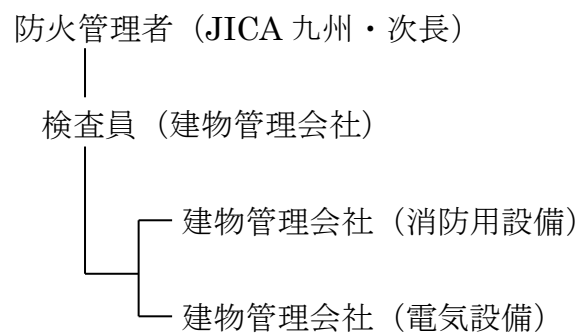 防火管理者（JICA 九州・次長）
検査員（建物管理会社）
建物管理会社（消防用設備）
建物管理会社（電気設備）